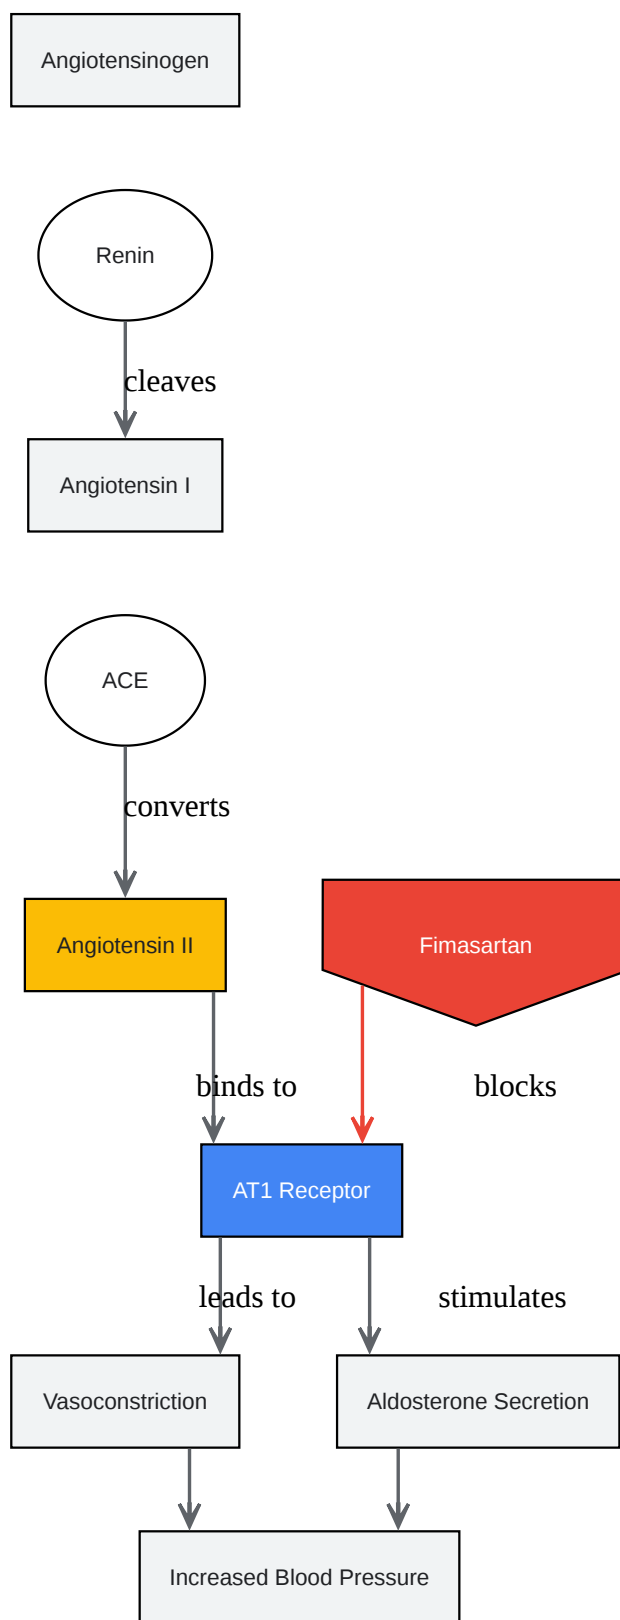 Angiotensinogen
Renin
cleaves
Angiotensin I
ACE
converts
Angiotensin II
Fimasartan
binds to
blocks
AT1 Receptor
leads to
stimulates
Vasoconstriction
Aldosterone Secretion
Increased Blood Pressure